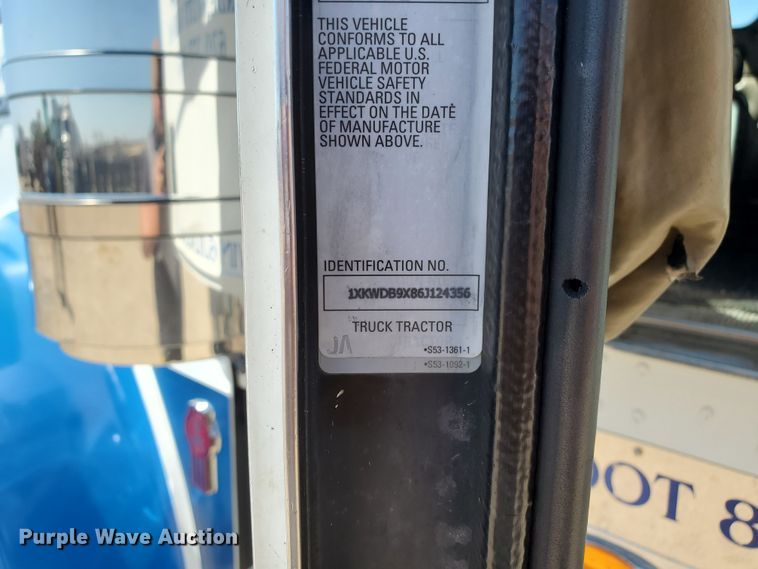 THIS VEHICLE
CONFORMS TO ALL
APPLICABLE U.S.
FEDERAL MOTOR
VEHICLE SAFETY
STANDARDS IN
EFFECT ON THE DATE
OF MANUFACTURE
SHOWN ABOVE.
IDENTIFICATION NO.
1XKWDB9X86J124356
TRUCK TRACTOR
JA
•S53-1361-1
•S53-1092-1
DOT 8
Purple Wave Auction